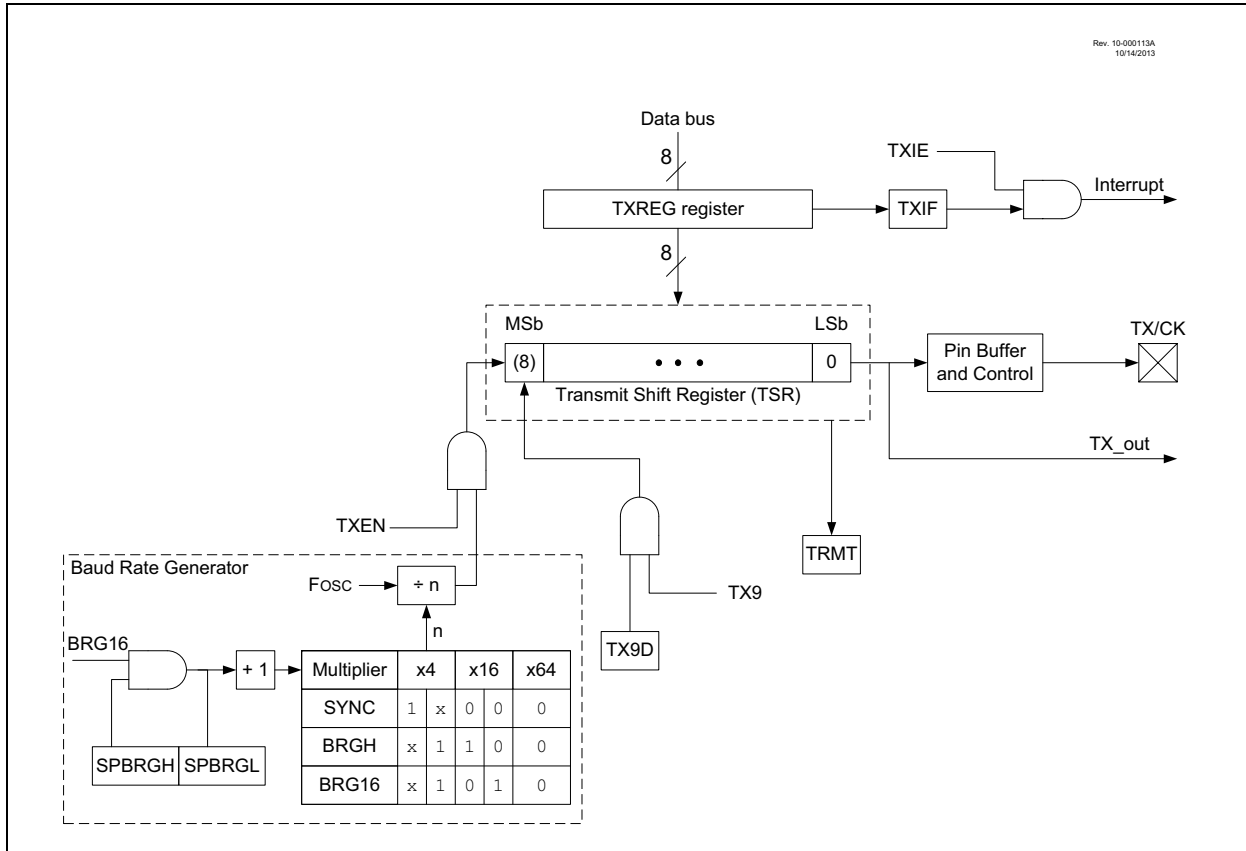 Rev. 10-000113A
10/14/2013
Data bus
8
TXIE
Interrupt
TXREG register
TXIF
8
MSb
LSb
TX/CK
(8)
• • •
0
Pin Buffer
and Control
Transmit Shift Register (TSR)
TX_out
TXEN
TRMT
Baud Rate Generator
FOSC
÷ n
TX9
n
TX9D
BRG16
+ 1
Multiplier x4 x16 x64
SYNC 1 x 0 0 0
BRGH x 1 1 0 0
BRG16 x 1 0 1 0
SPBRGH SPBRGL